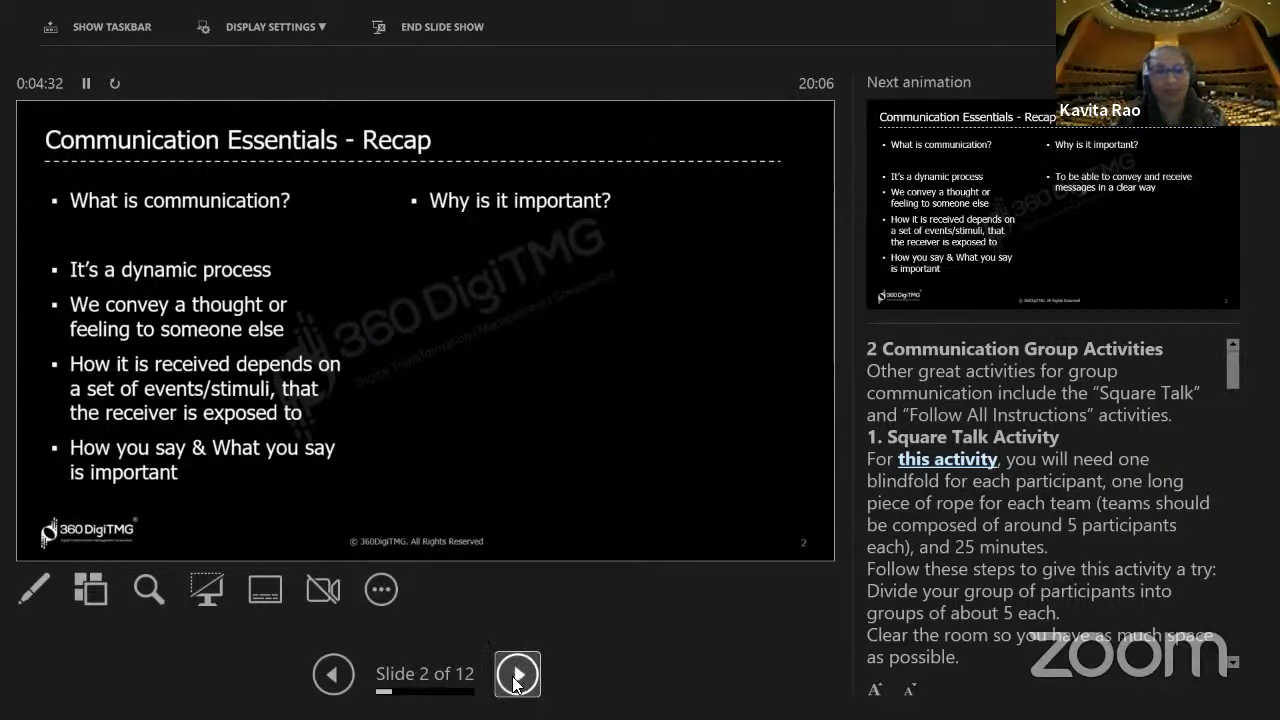 SHOW TASKBAR
DISPLAY SETTINGS ▼
END SLIDE SHOW
0:04:32
20:06
Communication Essentials - Recap
▪ What is communication?
▪ It's a dynamic process
▪ We convey a thought or
feeling to someone else
▪ How it is received depends on
a set of events/stimuli, that
the receiver is exposed to
▪ How you say & What you say
is important
▪ Why is it important?
360DigiTMG
360DigiTMG
© 360DigiTMG. All Rights Reserved
2
Slide 2 of 12
Next animation
Kavita Rao
Communication Essentials - Recap
• What is communication?
• It's a dynamic process
• We convey a thought or
feeling to someone else
• How it is received depends on
a set of events/stimuli, that
the receiver is exposed to
• How you say & What you say
is important
• Why is it important?
• To be able to convey and receive
messages in a clear way
360DigiTMG
© 360DigiTMG. All Rights Reserved
2
2 Communication Group Activities
Other great activities for group
communication include the “Square Talk”
and “Follow All Instructions” activities.
1. Square Talk Activity
For this activity, you will need one
blindfold for each participant, one long
piece of rope for each team (teams should
be composed of around 5 participants
each), and 25 minutes.
Follow these steps to give this activity a try:
Divide your group of participants into
groups of about 5 each.
Clear the room so you have as much space
as possible.
zoom
A A